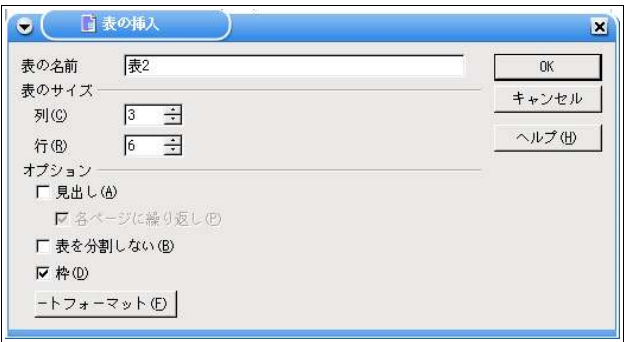 表の挿入
表の名前 表2
OK
表のサイズ
キャンセル
列(C) 3
ヘルプ(H)
行(R) 6
オプション
見出し(A)
各ページに繰り返し(P)
表を分割しない(B)
枠(D)
ートフォーマット(F)